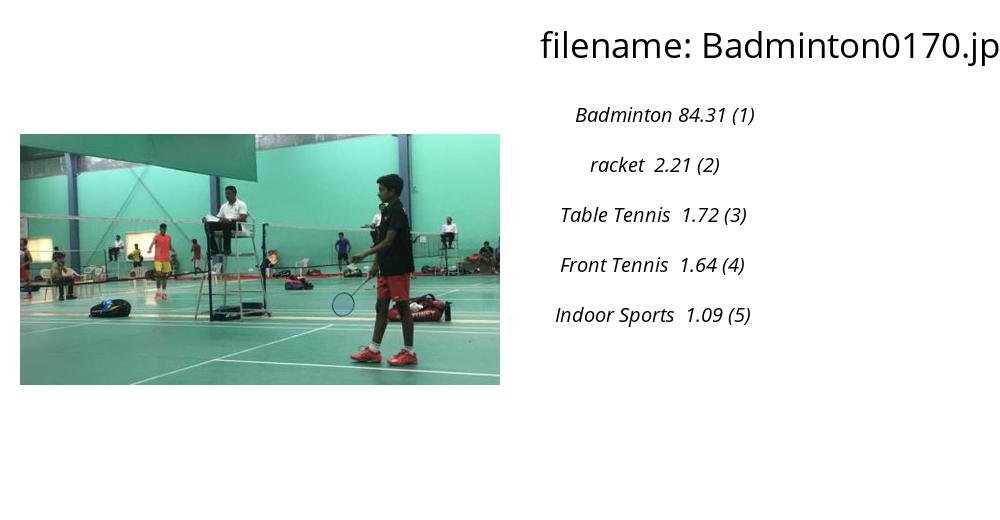 filename: Badminton0170.jp
Badminton 84.31 (1)
racket 2.21 (2)
Table Tennis 1.72 (3)
Front Tennis 1.64 (4)
Indoor Sports 1.09 (5)